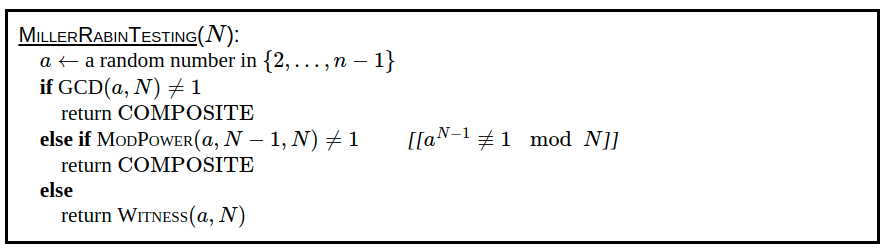 MILLERRABINTESTING(N):
a ← a random number in {2, . . . , n − 1}
if GCD(a, N) ≠ 1
return COMPOSITE
else if MODPOWER(a, N − 1, N) ≠ 1 [[a^{N−1} ≢ 1 mod N]]
return COMPOSITE
else
return WITNESS(a, N)